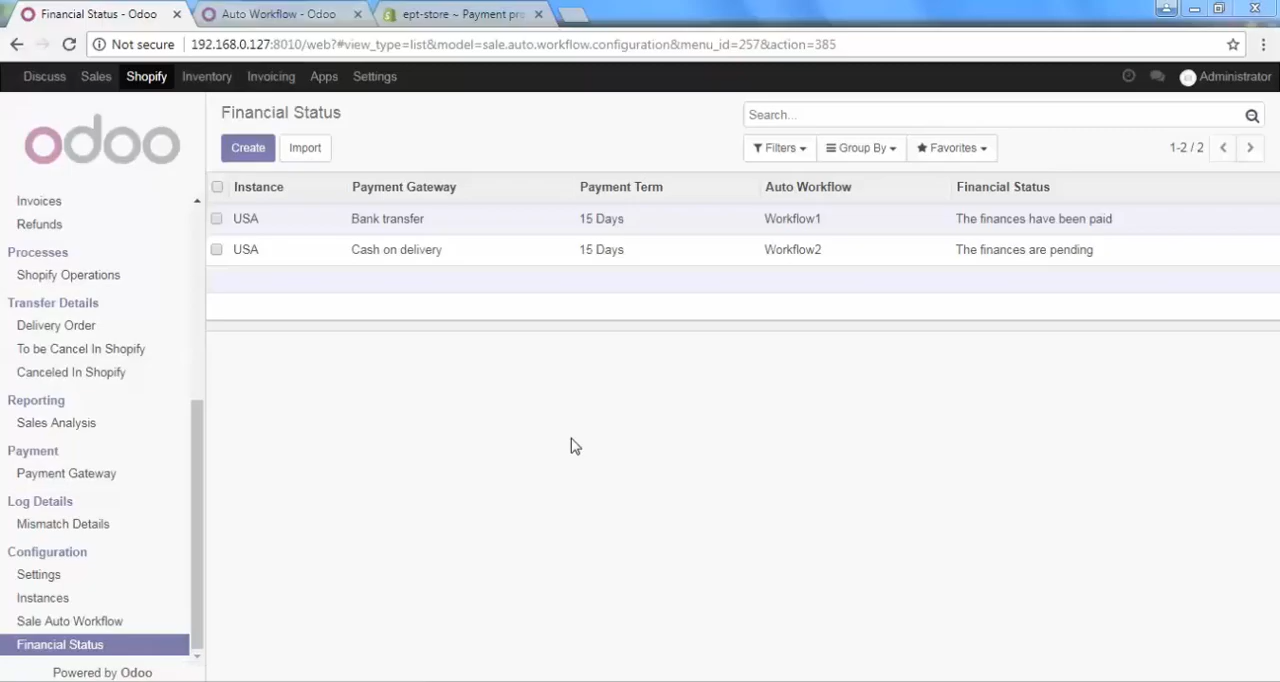 Financial Status - Odoo
Auto Workflow - Odoo
ept-store ~ Payment pr
Not secure
192.168.0.127:8010/web?#view_type=list&model=sale.auto.workflow.configuration&menu_id=257&action=385
Discuss Sales Shopify Inventory Invoicing Apps Settings Administrator
odoo
Financial Status
Search...
Create Import
Filters Group By Favorites 1-2 / 2
Instance Payment Gateway Payment Term Auto Workflow Financial Status
USA Bank transfer 15 Days Workflow1 The finances have been paid
USA Cash on delivery 15 Days Workflow2 The finances are pending
Invoices
Refunds
Processes
Shopify Operations
Transfer Details
Delivery Order
To be Cancel In Shopify
Canceled In Shopify
Reporting
Sales Analysis
Payment
Payment Gateway
Log Details
Mismatch Details
Configuration
Settings
Instances
Sale Auto Workflow
Financial Status
Powered by Odoo